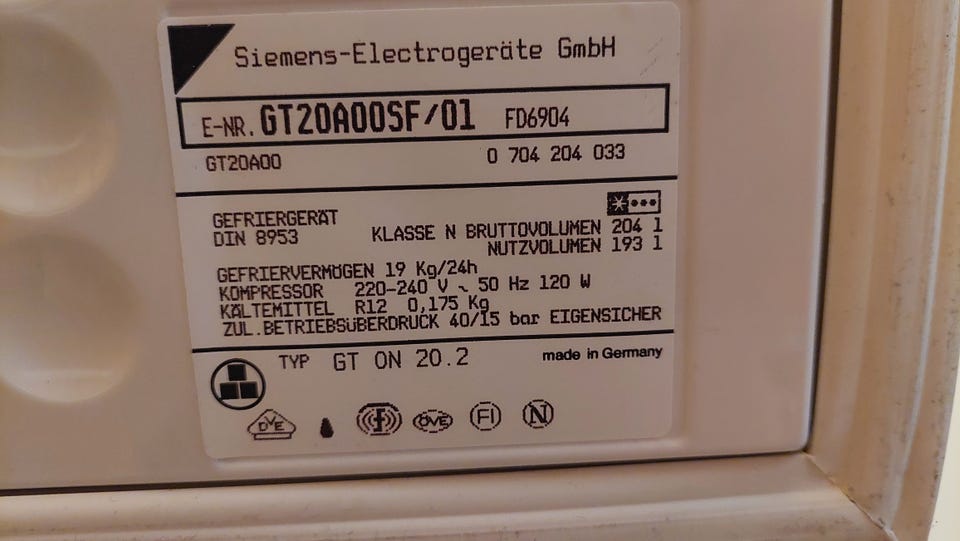 Siemens-Electrogeräte GmbH
E-NR. GT20A00SF/01 FD6904
GT20A00 0 704 204 033
GEFRIERGERÄT
DIN 8953 KLASSE N BRUTTOVOLUMEN 204 l
NUTZVOLUMEN 193 l
GEFRIERVERMÖGEN 19 Kg/24h
KOMPRESSOR 220-240 V ~ 50 Hz 120 W
KÄLTEMITTEL R12 0,175 Kg
ZUL.BETRIEBSÜBERDRUCK 40/15 bar EIGENSICHER
TYP GT ON 20.2 made in Germany
DVE ÖVE FI N